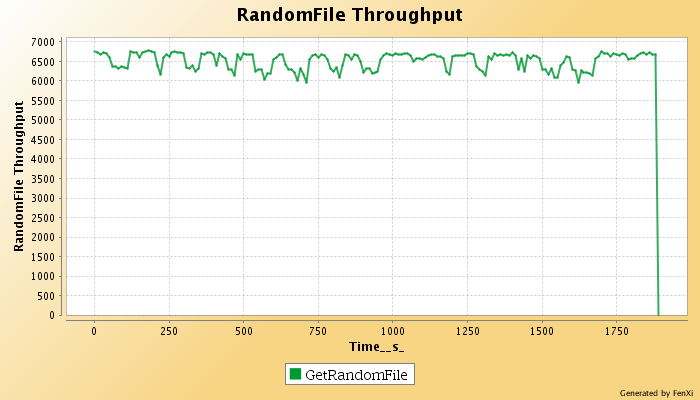 RandomFile Throughput
RandomFile Throughput
7000
6500
6000
5500
5000
4500
4000
3500
3000
2500
2000
1500
1000
500
0
0 250 500 750 1000 1250 1500 1750
Time__s_
GetRandomFile
Generated by FenXi